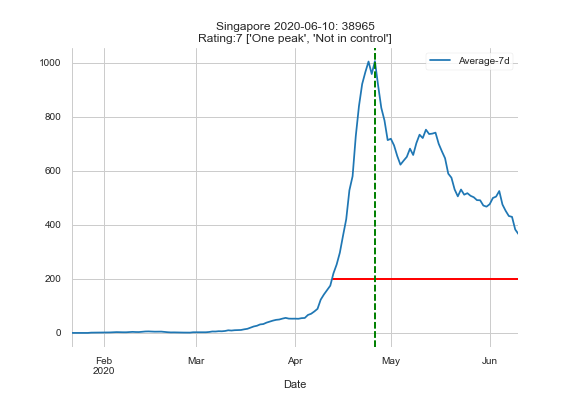 Singapore 2020-06-10: 38965
Rating:7 ['One peak', 'Not in control']
Average-7d
1000
800
600
400
200
0
Feb
2020
Mar
Apr
May
Jun
Date